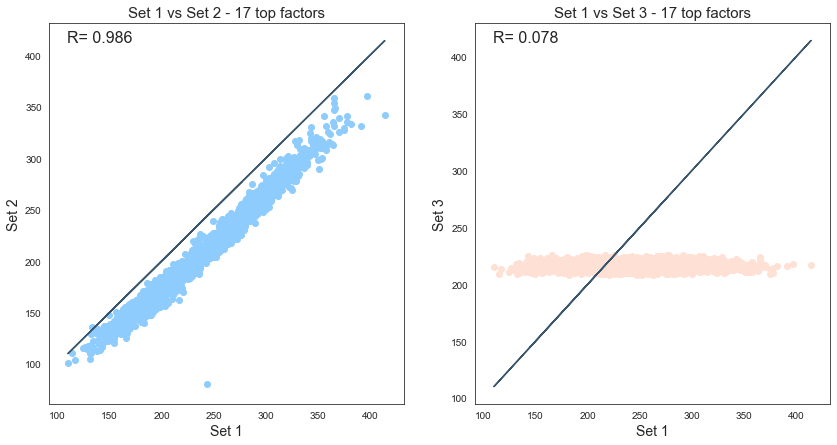 Set 1 vs Set 2 - 17 top factors
R= 0.986
400
350
300
250
200
150
100
Set 2
100 150 200 250 300 350 400
Set 1
Set 1 vs Set 3 - 17 top factors
R= 0.078
400
350
300
250
200
150
100
Set 3
100 150 200 250 300 350 400
Set 1